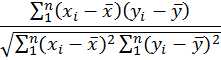 ∑₁ⁿ(xᵢ − x̄)(yᵢ − ȳ)
√∑₁ⁿ(xᵢ − x̄)² ∑₁ⁿ(yᵢ − ȳ)²